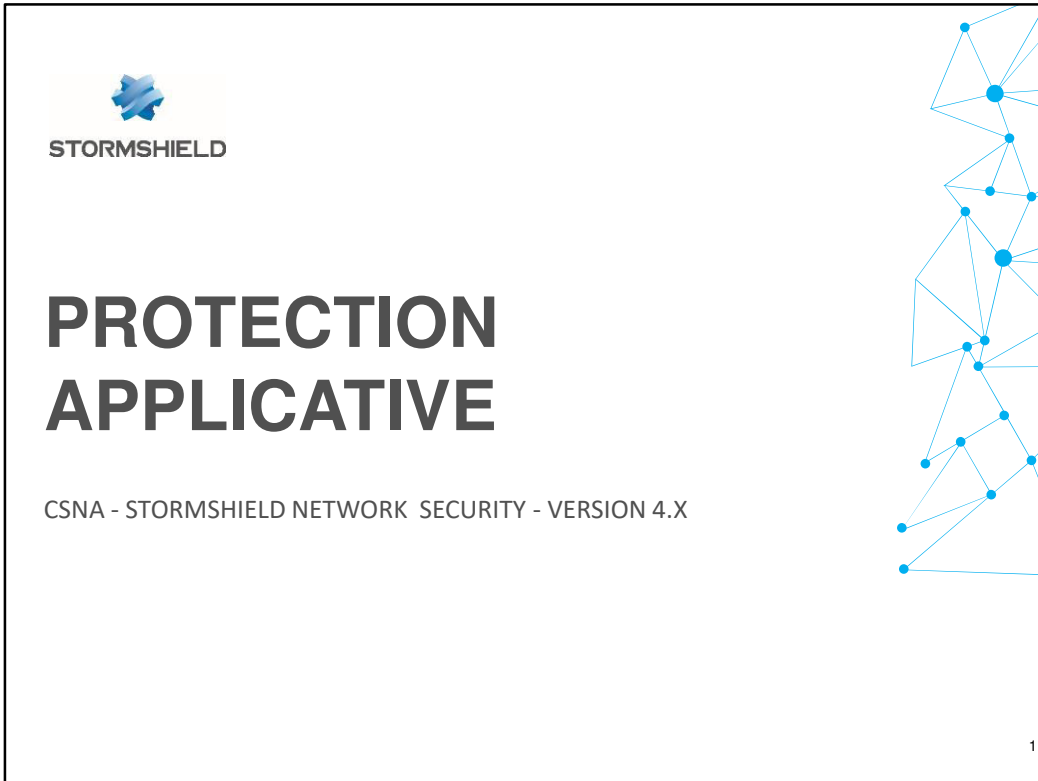 STORMSHIELD
PROTECTION
APPLICATIVE
CSNA - STORMSHIELD NETWORK SECURITY - VERSION 4.X
1